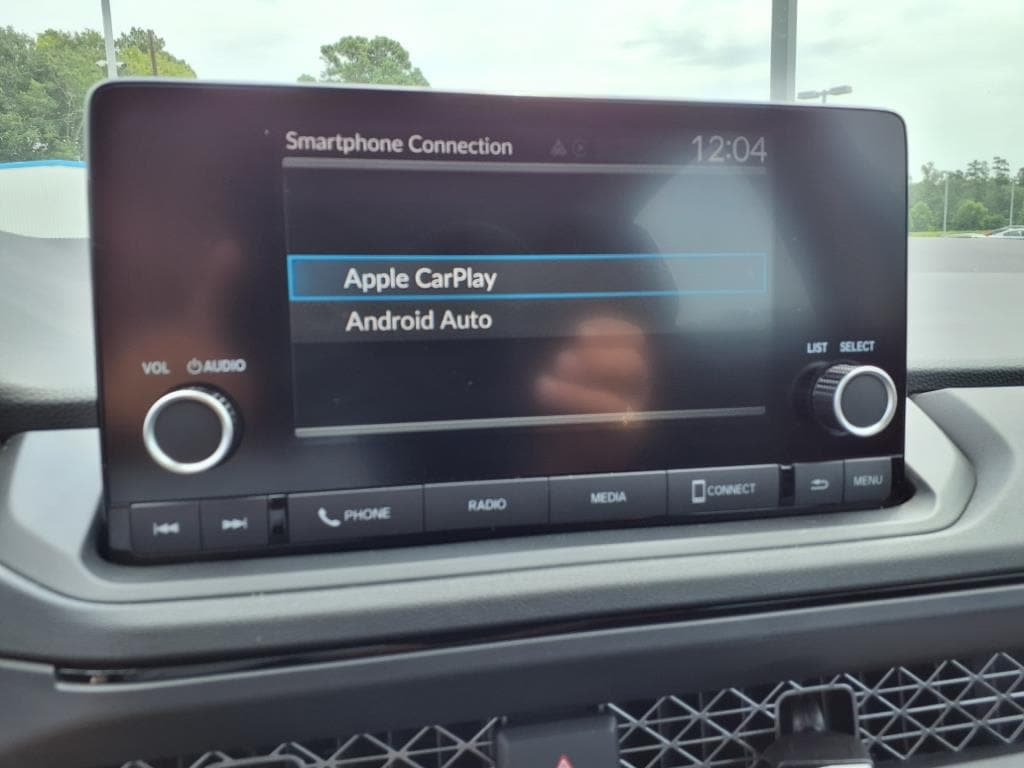 Smartphone Connection 12:04
Apple CarPlay
Android Auto
VOL AUDIO
LIST SELECT
PHONE
RADIO
MEDIA
CONNECT
MENU